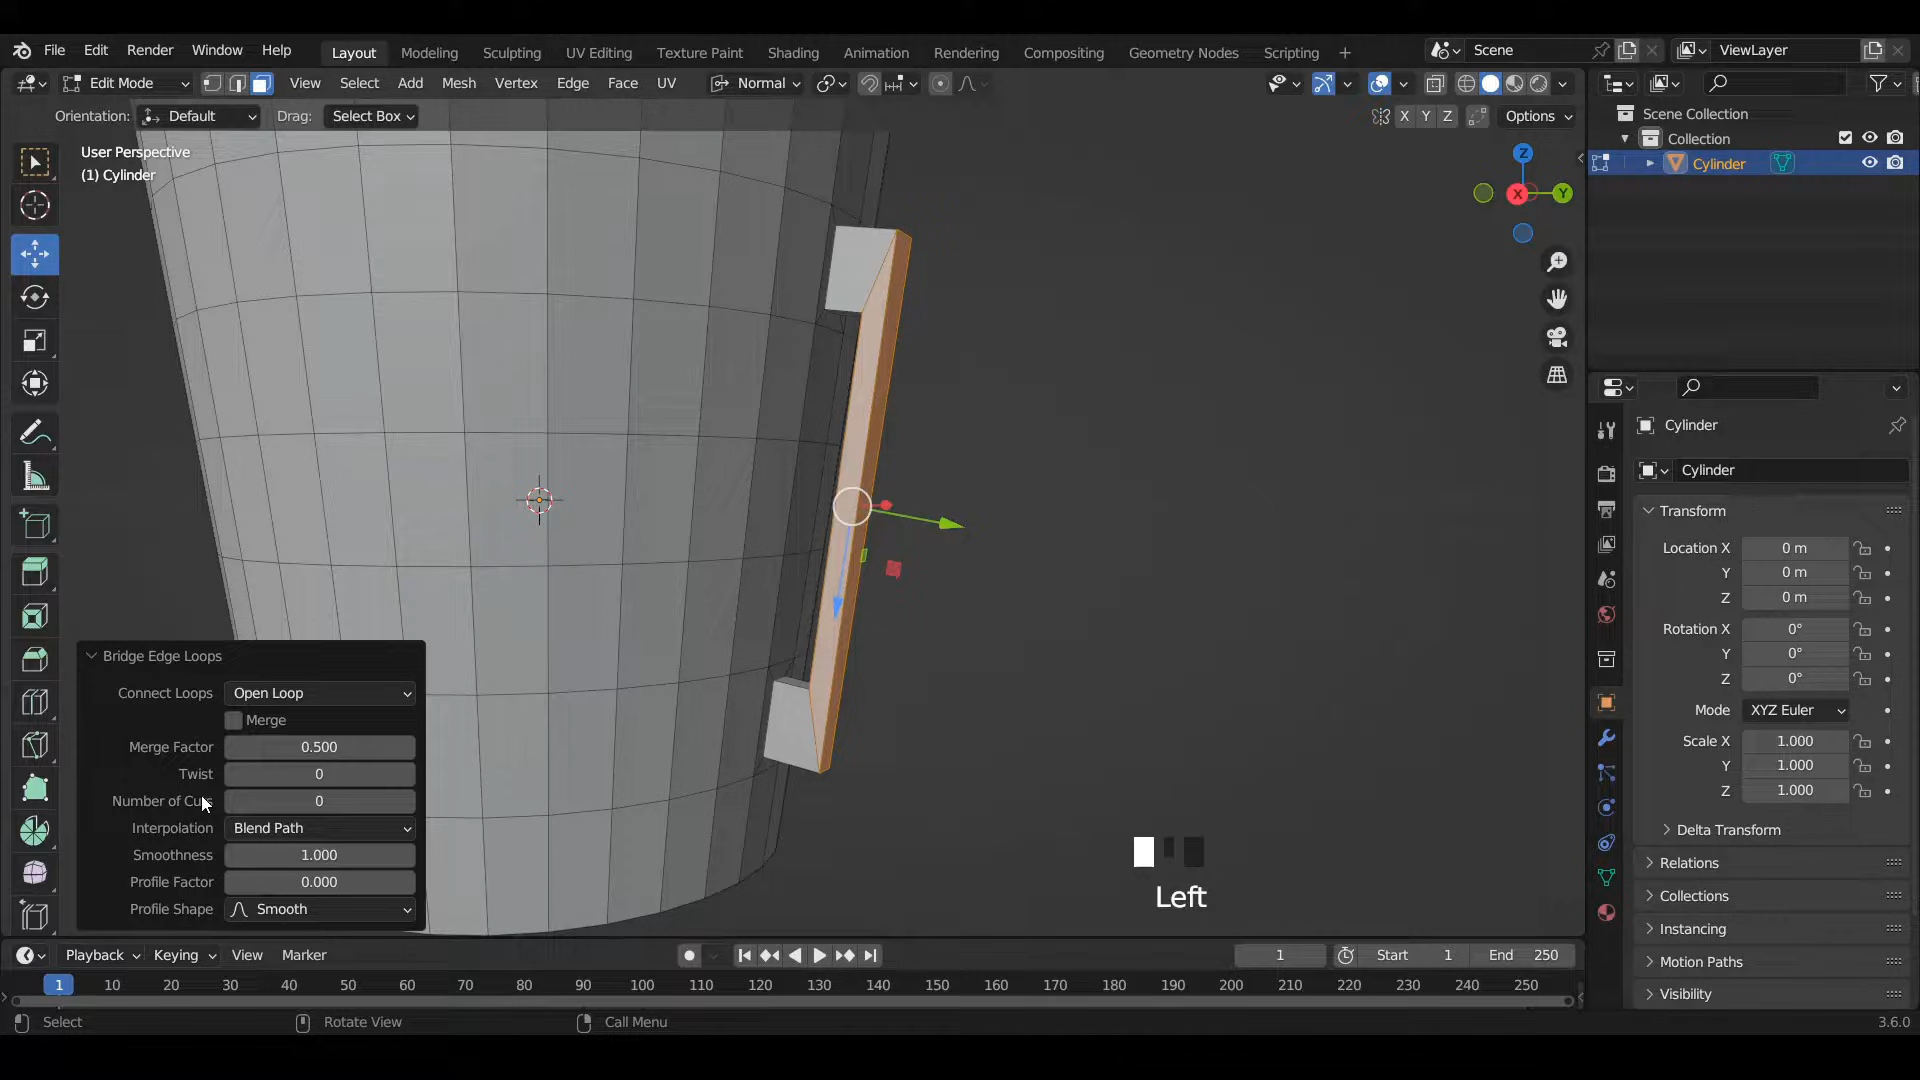 File Edit Render Window Help Layout Modeling Sculpting UV Editing Texture Paint Shading Animation Rendering Compositing Geometry Nodes Scripting Scene ViewLayer
Edit Mode View Select Add Mesh Vertex Edge Face UV Normal
Orientation: Default Drag: Select Box X Y Z Options
User Perspective
(1) Cylinder
Z
X
Y
Scene Collection
Collection
Cylinder
Cylinder
Cylinder
Transform
Location X 0 m
Y 0 m
Z 0 m
Rotation X 0°
Y 0°
Z 0°
Mode XYZ Euler
Scale X 1.000
Y 1.000
Z 1.000
Delta Transform
Relations
Collections
Instancing
Motion Paths
Visibility
Bridge Edge Loops
Connect Loops Open Loop
Merge
Merge Factor 0.500
Twist 0
Number of Cuts 0
Interpolation Blend Path
Smoothness 1.000
Profile Factor 0.000
Profile Shape Smooth
Left
Playback Keying View Marker 1 Start 1 End 250
1 10 20 30 40 50 60 70 80 90 100 110 120 130 140 150 160 170 180 190 200 210 220 230 240 250
Select Rotate View Call Menu 3.6.0